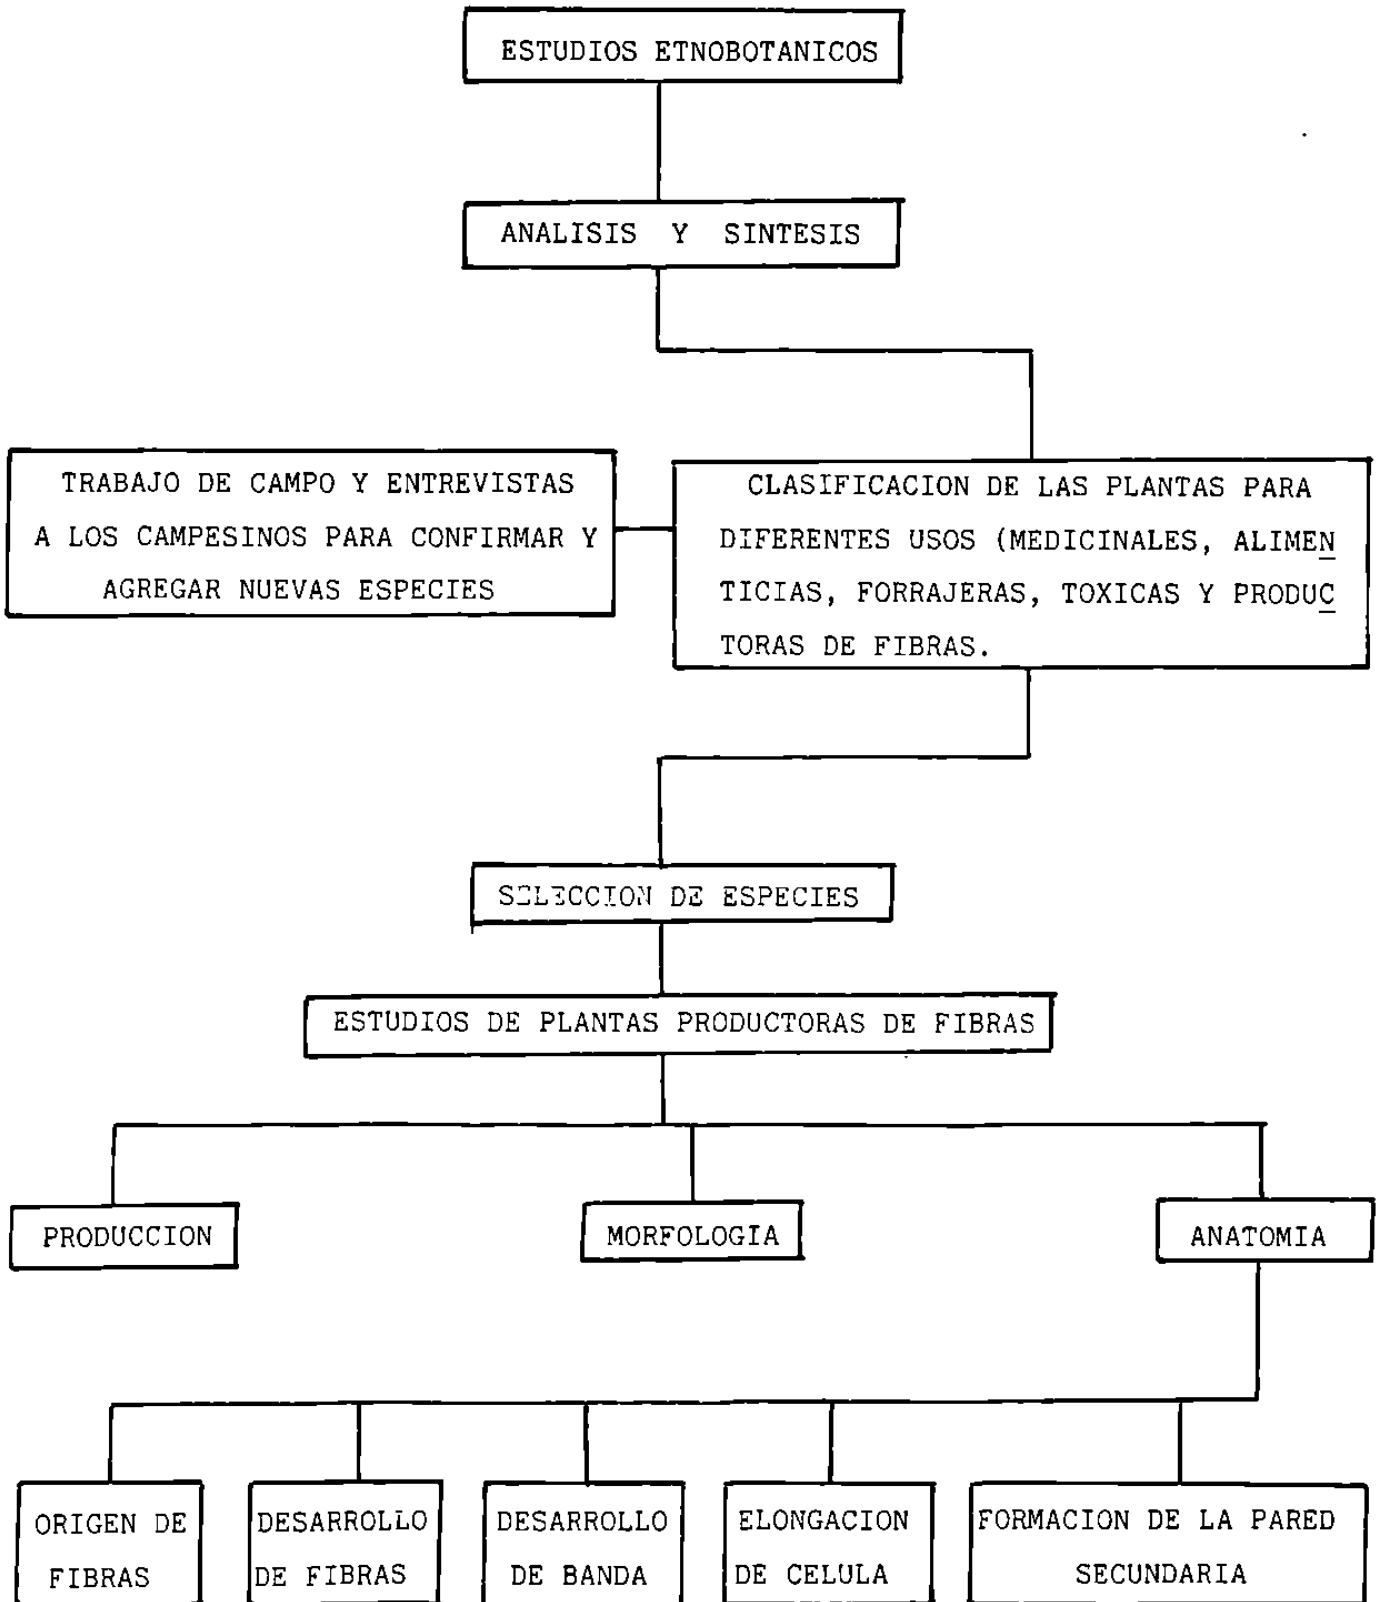 ESTUDIOS ETNOBOTANICOS
ANALISIS Y SINTESIS
TRABAJO DE CAMPO Y ENTREVISTAS
A LOS CAMPESINOS PARA CONFIRMAR Y
AGREGAR NUEVAS ESPECIES
CLASIFICACION DE LAS PLANTAS PARA
DIFERENTES USOS (MEDICINALES, ALIMEN
TICIAS, FORRAJERAS, TOXICAS Y PRODUC
TORAS DE FIBRAS.
SELECCION DE ESPECIES
ESTUDIOS DE PLANTAS PRODUCTORAS DE FIBRAS
PRODUCCION
MORFOLOGIA
ANATOMIA
ORIGEN DE
FIBRAS
DESARROLLO
DE FIBRAS
DESARROLLO
DE BANDA
ELONGACION
DE CELULA
FORMACION DE LA PARED
SECUNDARIA